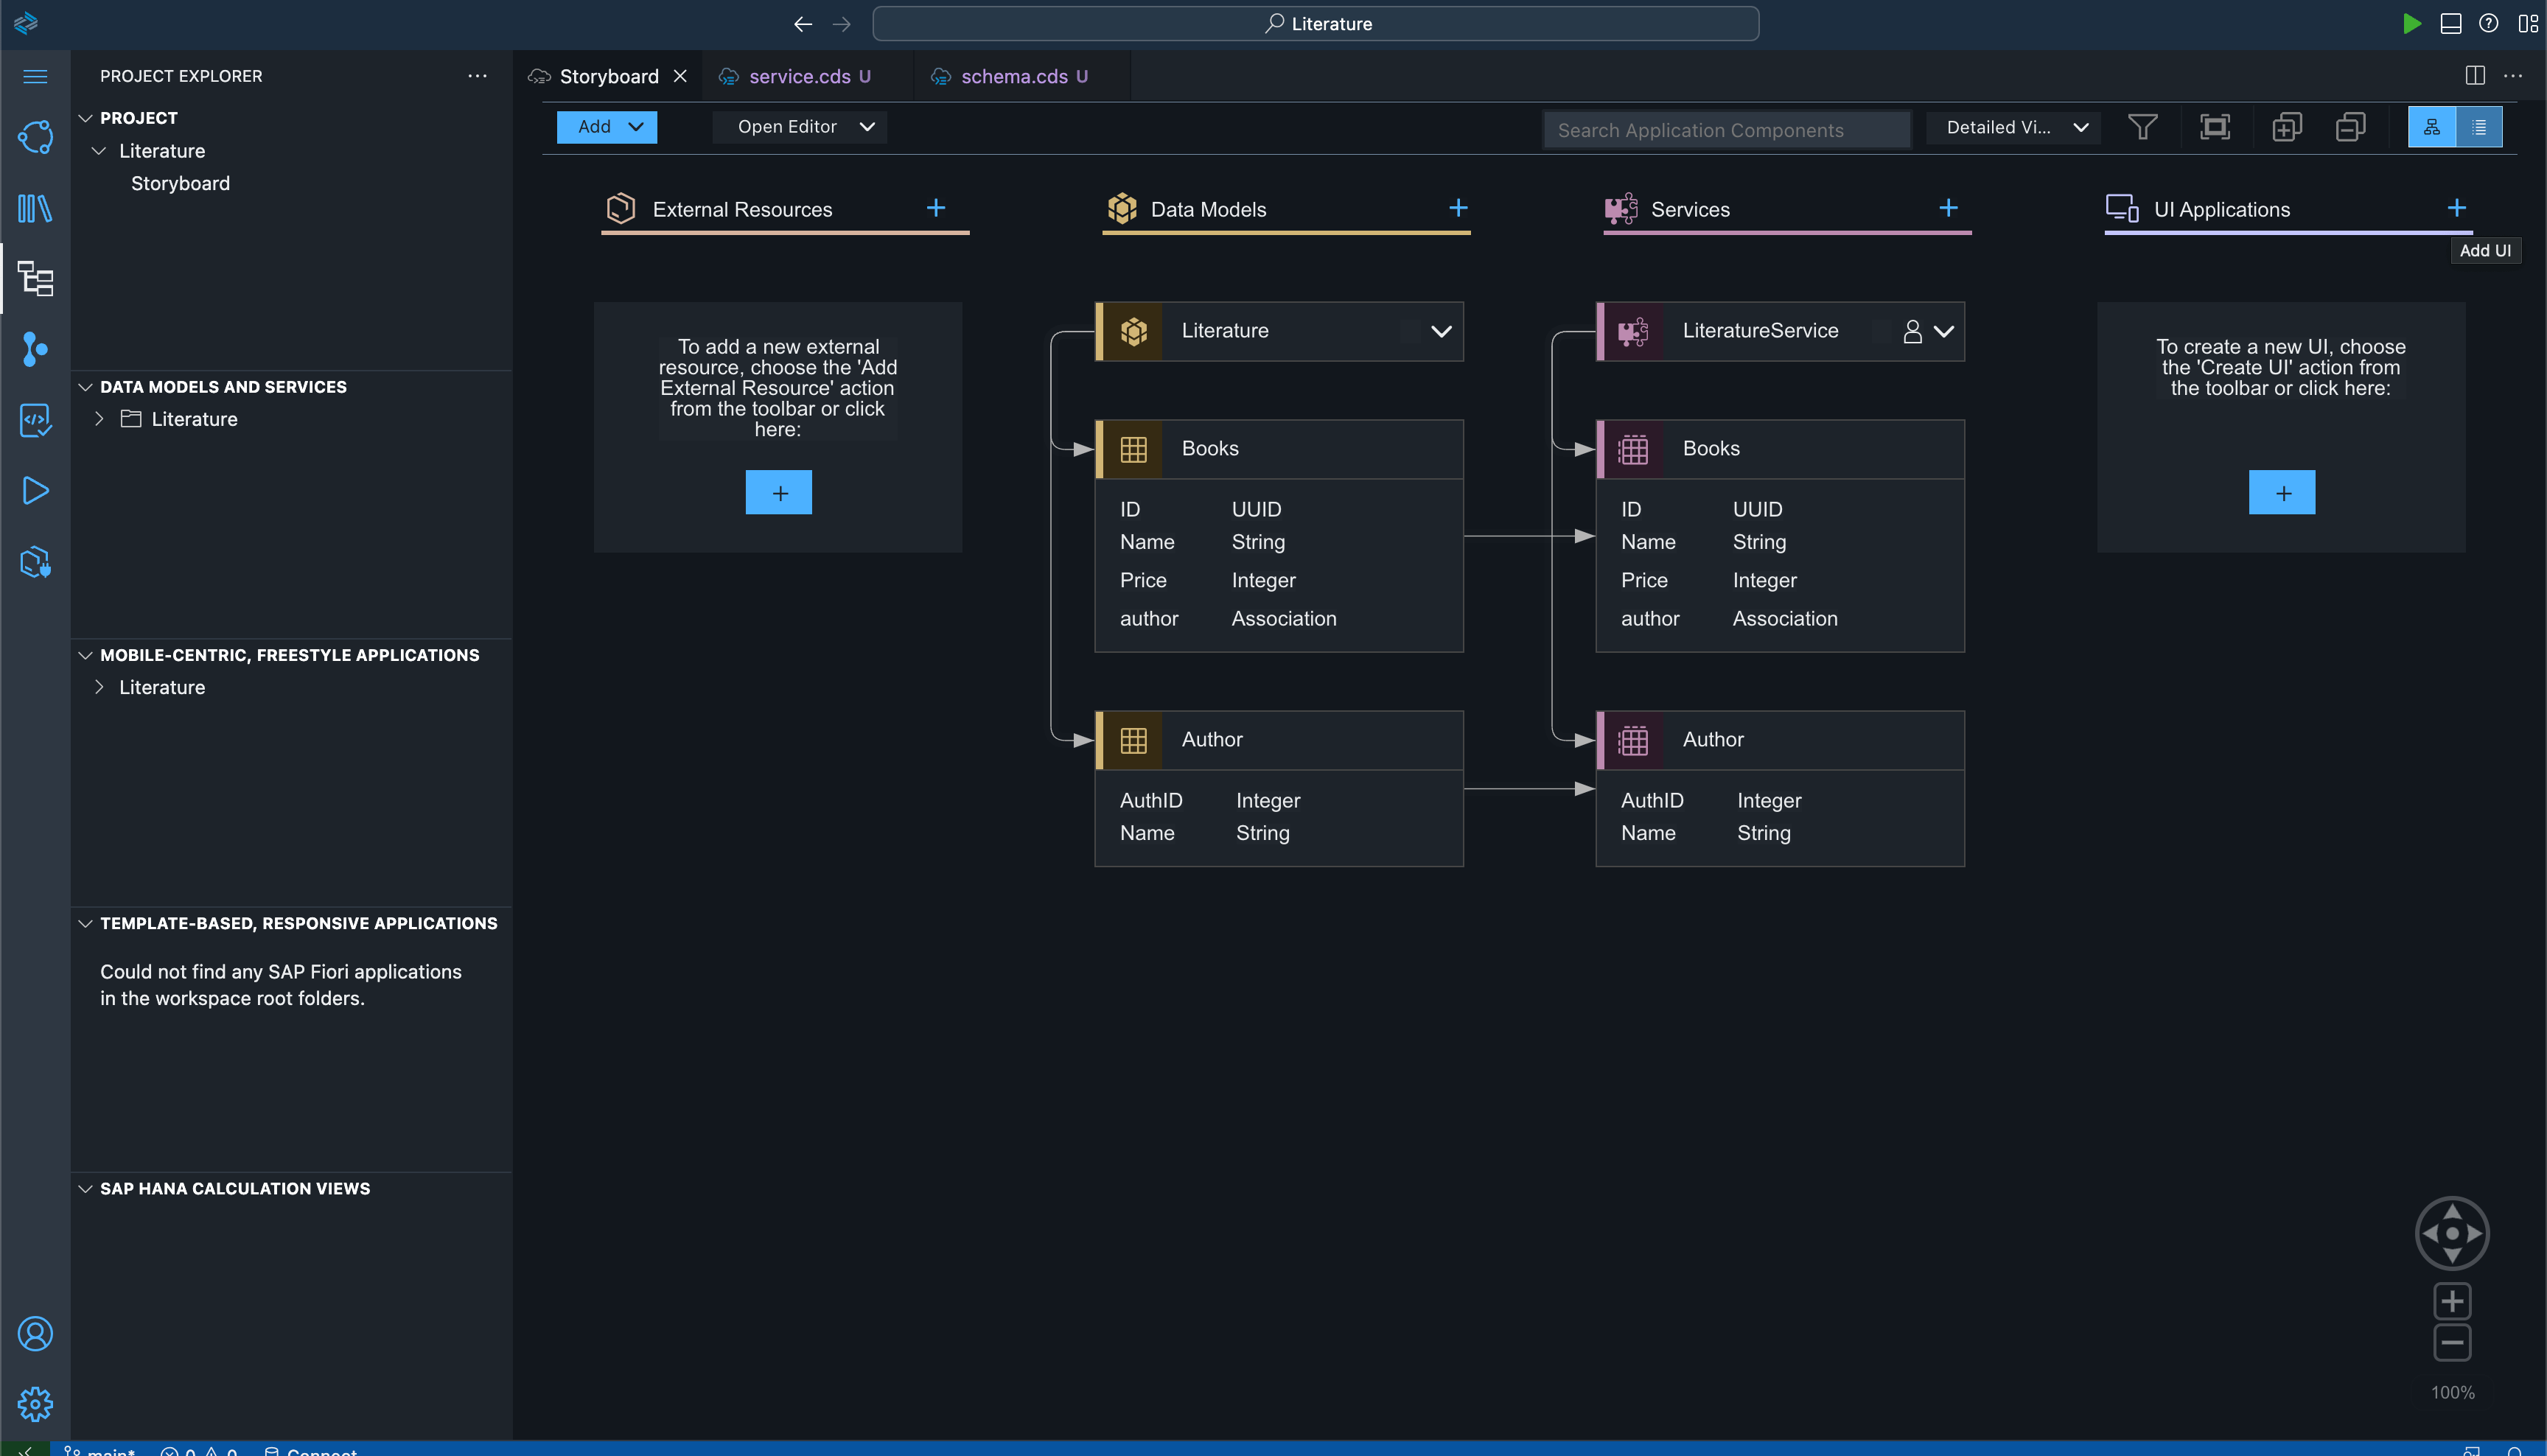 Literature
PROJECT EXPLORER
PROJECT
Literature
Storyboard
DATA MODELS AND SERVICES
Literature
MOBILE-CENTRIC, FREESTYLE APPLICATIONS
Literature
TEMPLATE-BASED, RESPONSIVE APPLICATIONS
Could not find any SAP Fiori applications
in the workspace root folders.
SAP HANA CALCULATION VIEWS
Storyboard
service.cds U
schema.cds U
Add
Open Editor
Search Application Components
Detailed Vi...
External Resources
Data Models
Services
UI Applications
Add UI
To add a new external
resource, choose the 'Add
External Resource' action
from the toolbar or click
here:
Literature
Books
ID UUID
Name String
Price Integer
author Association
Author
AuthID Integer
Name String
LiteratureService
Books
ID UUID
Name String
Price Integer
author Association
Author
AuthID Integer
Name String
To create a new UI, choose
the 'Create UI' action from
the toolbar or click here:
100%
main* 0 0 Connect